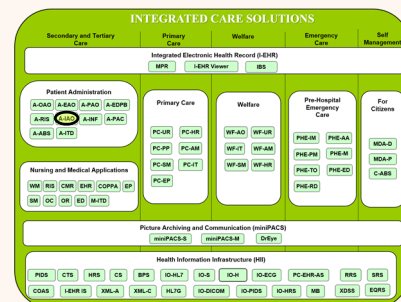 INTEGRATED CARE SOLUTIONS
Secondary and Tertiary Care
Primary Care
Welfare
Emergency Care
Self Management
Integrated Electronic Health Record (I-EHR)
MPR I-EHR Viewer IBS
Patient Administration
A-OAO A-EAO A-PAO A-EDPB
A-RIS A-IAO A-INF A-PAC
A-ABS A-ITD
Nursing and Medical Applications
WM RIS CMR EHR COPPA EP
SM OC OR ED M-ITD
Primary Care
PC-UR PC-HR
PC-PP PC-AM
PC-SM PC-IT
PC-EP
Welfare
WF-AO WF-UR
WF-IT WF-AM
WF-SM WF-HR
Pre-Hospital
Emergency
Care
PHE-IM PHE-AA
PHE-PM PHE-M
PHE-TO PHE-ED
PHE-RD
For
Citizens
MDA-D
MDA-P
C-ABS
Picture Archiving and Communication (miniPACS)
miniPACS-S miniPACS-M DrEye
Health Information Infrastructure (HII)
PIDS CTS HRS CS BPS IO-HL7 IO-S IO-H IO-ECG PC-EHR-AS RRS SRS
COAS I-EHR IS XML-A XML-C HL7G IO-DICOM IO-PIDS IO-HRS MB XDSS EQRS